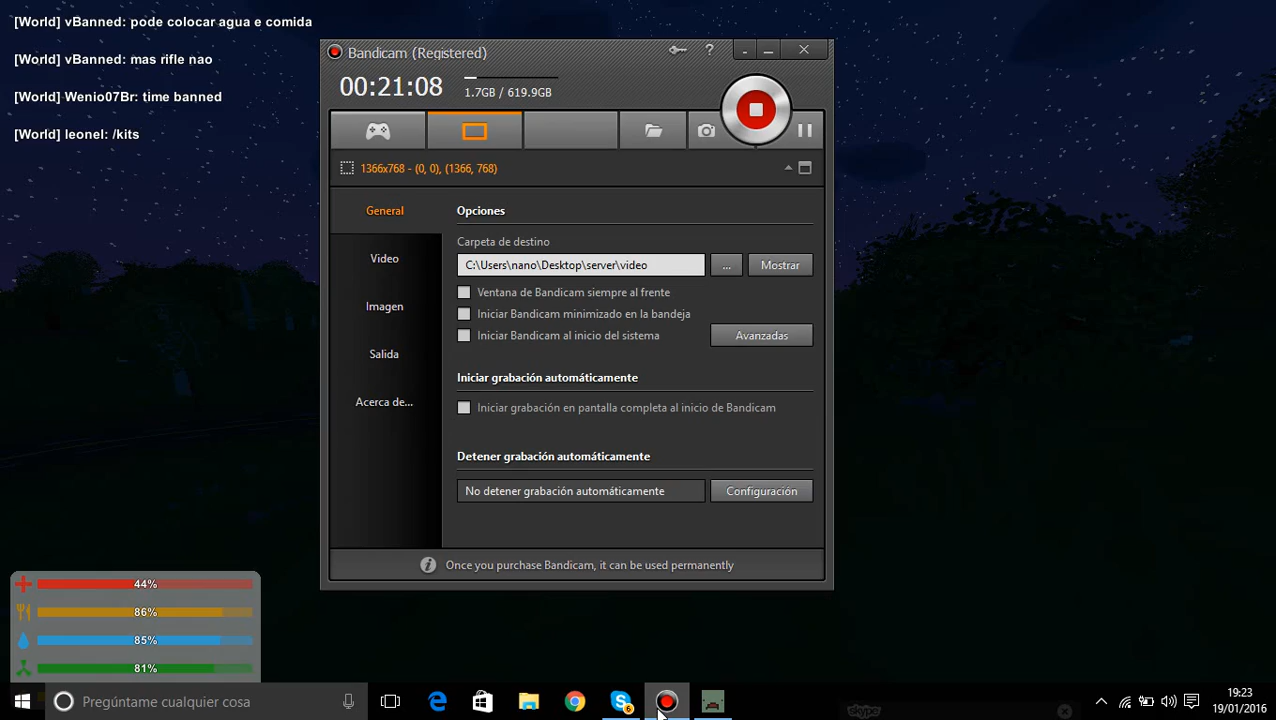 [World] vBanned: pode colocar agua e comida
[World] vBanned: mas rifle nao
[World] Wenio07Br: time banned
[World] leonel: /kits
Bandicam (Registered)
?
00:21:08
1.7GB / 619.9GB
1366x768 - (0, 0), (1366, 768)
General
Video
Imagen
Salida
Acerca de...
Opciones
Carpeta de destino
C:\Users\nano\Desktop\server\video
...
Mostrar
Ventana de Bandicam siempre al frente
Iniciar Bandicam minimizado en la bandeja
Iniciar Bandicam al inicio del sistema
Avanzadas
Iniciar grabación automáticamente
Iniciar grabación en pantalla completa al inicio de Bandicam
Detener grabación automáticamente
No detener grabación automáticamente
Configuración
Once you purchase Bandicam, it can be used permanently
44%
86%
85%
81%
Pregúntame cualquier cosa
6
skype
19:23
19/01/2016